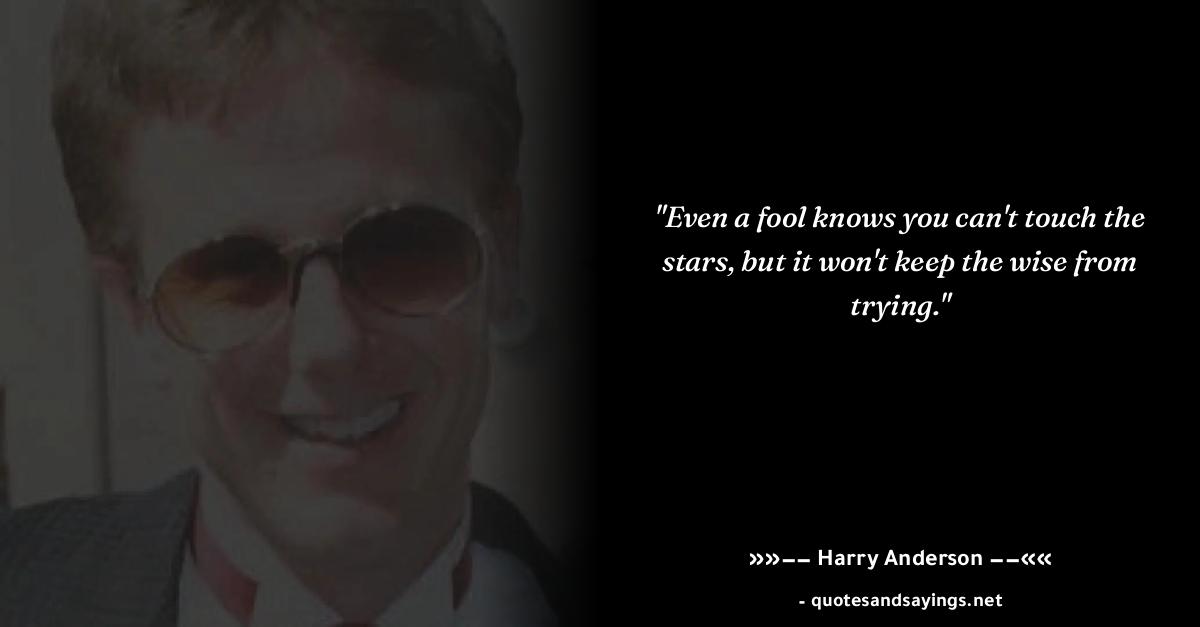 "Even a fool knows you can't touch the
stars, but it won't keep the wise from
trying."
»»−− Harry Anderson −−««
- quotesandsayings.net